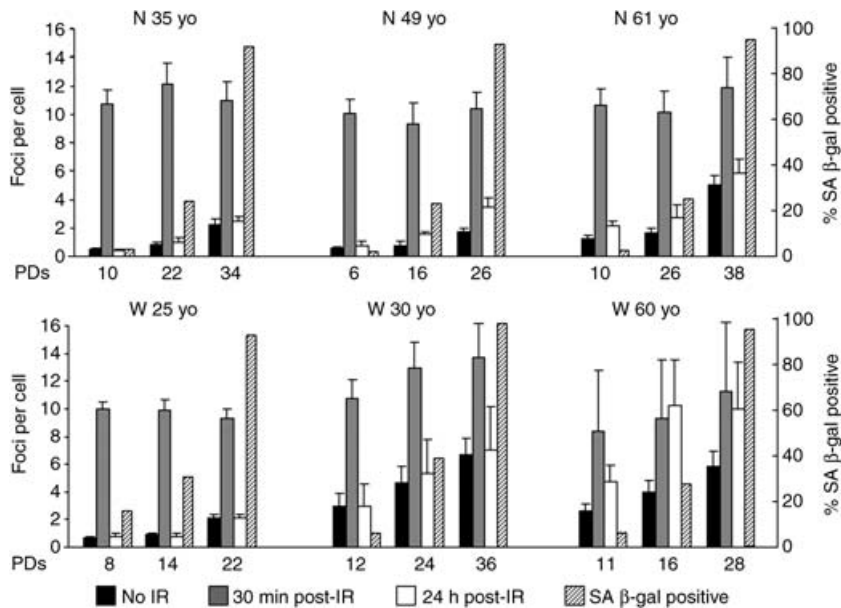 N 35 yo N 49 yo N 61 yo
16 100
14
12 80
10 60
8
6 40
4 20
2
0 0
Foci per cell
% SA β-gal positive
PDs 10 22 34 6 16 26 10 26 38
W 25 yo W 30 yo W 60 yo
16 100
14
12 80
10 60
8
6 40
4 20
2
0 0
Foci per cell
% SA β-gal positive
PDs 8 14 22 12 24 36 11 16 28
No IR 30 min post-IR 24 h post-IR SA β-gal positive